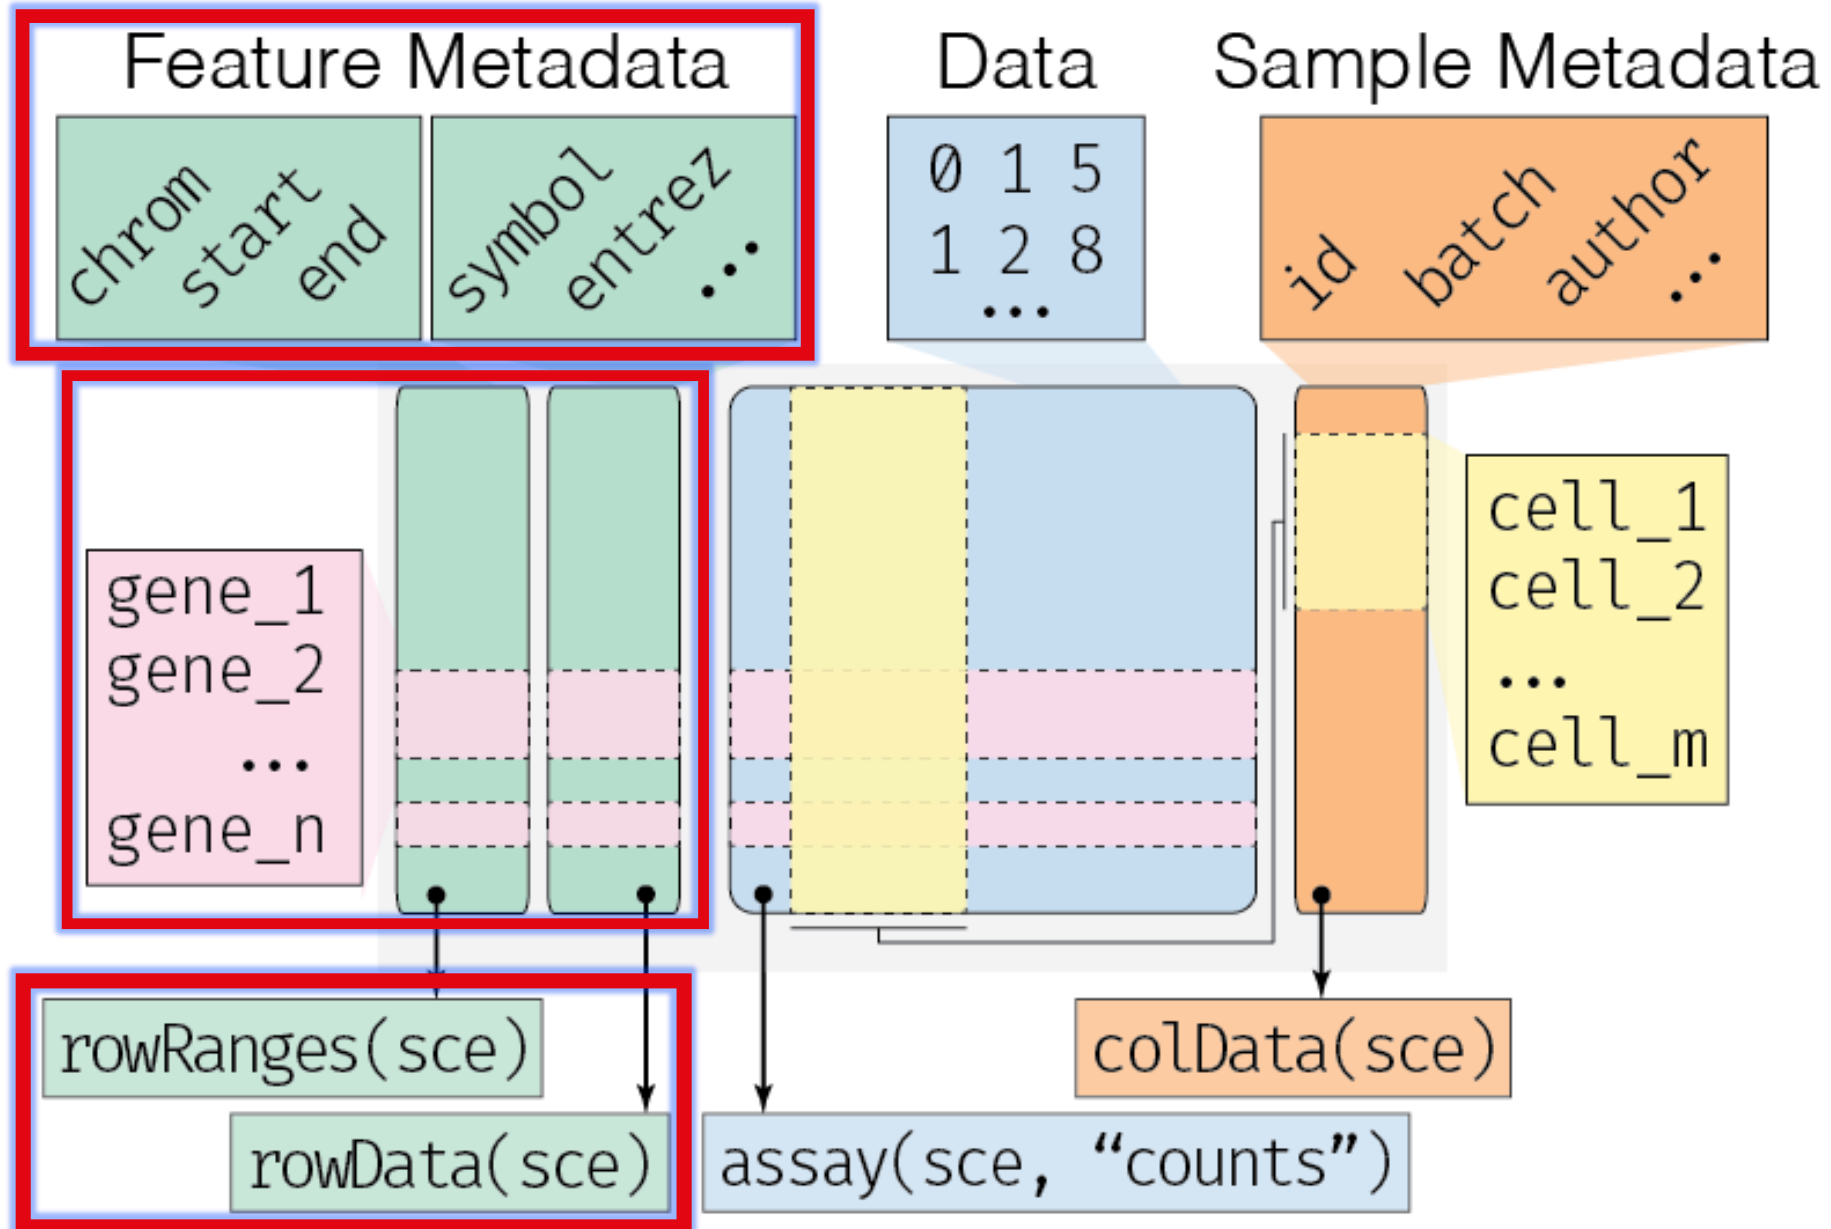 Feature Metadata
Data
Sample Metadata
chrom
start
end
symbol
entrez
...
0 1 5
1 2 8
...
id
batch
author
...
gene_1
gene_2
...
gene_n
cell_1
cell_2
...
cell_m
rowRanges(sce)
rowData(sce)
assay(sce, “counts”)
colData(sce)